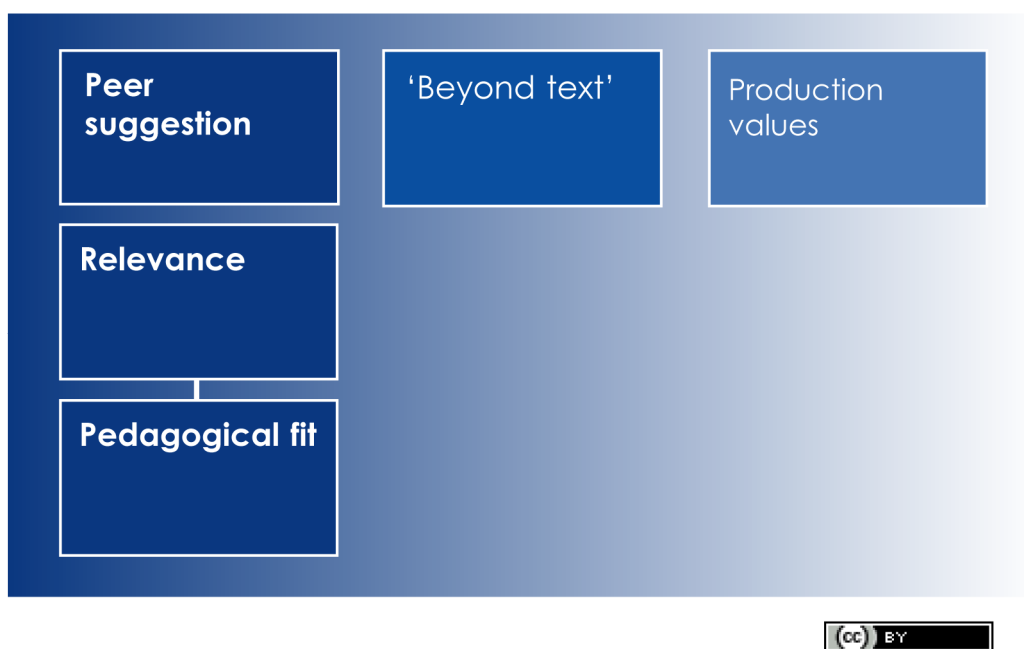 Peer
suggestion
‘Beyond text’
Production
values
Relevance
Pedagogical fit
(cc) BY